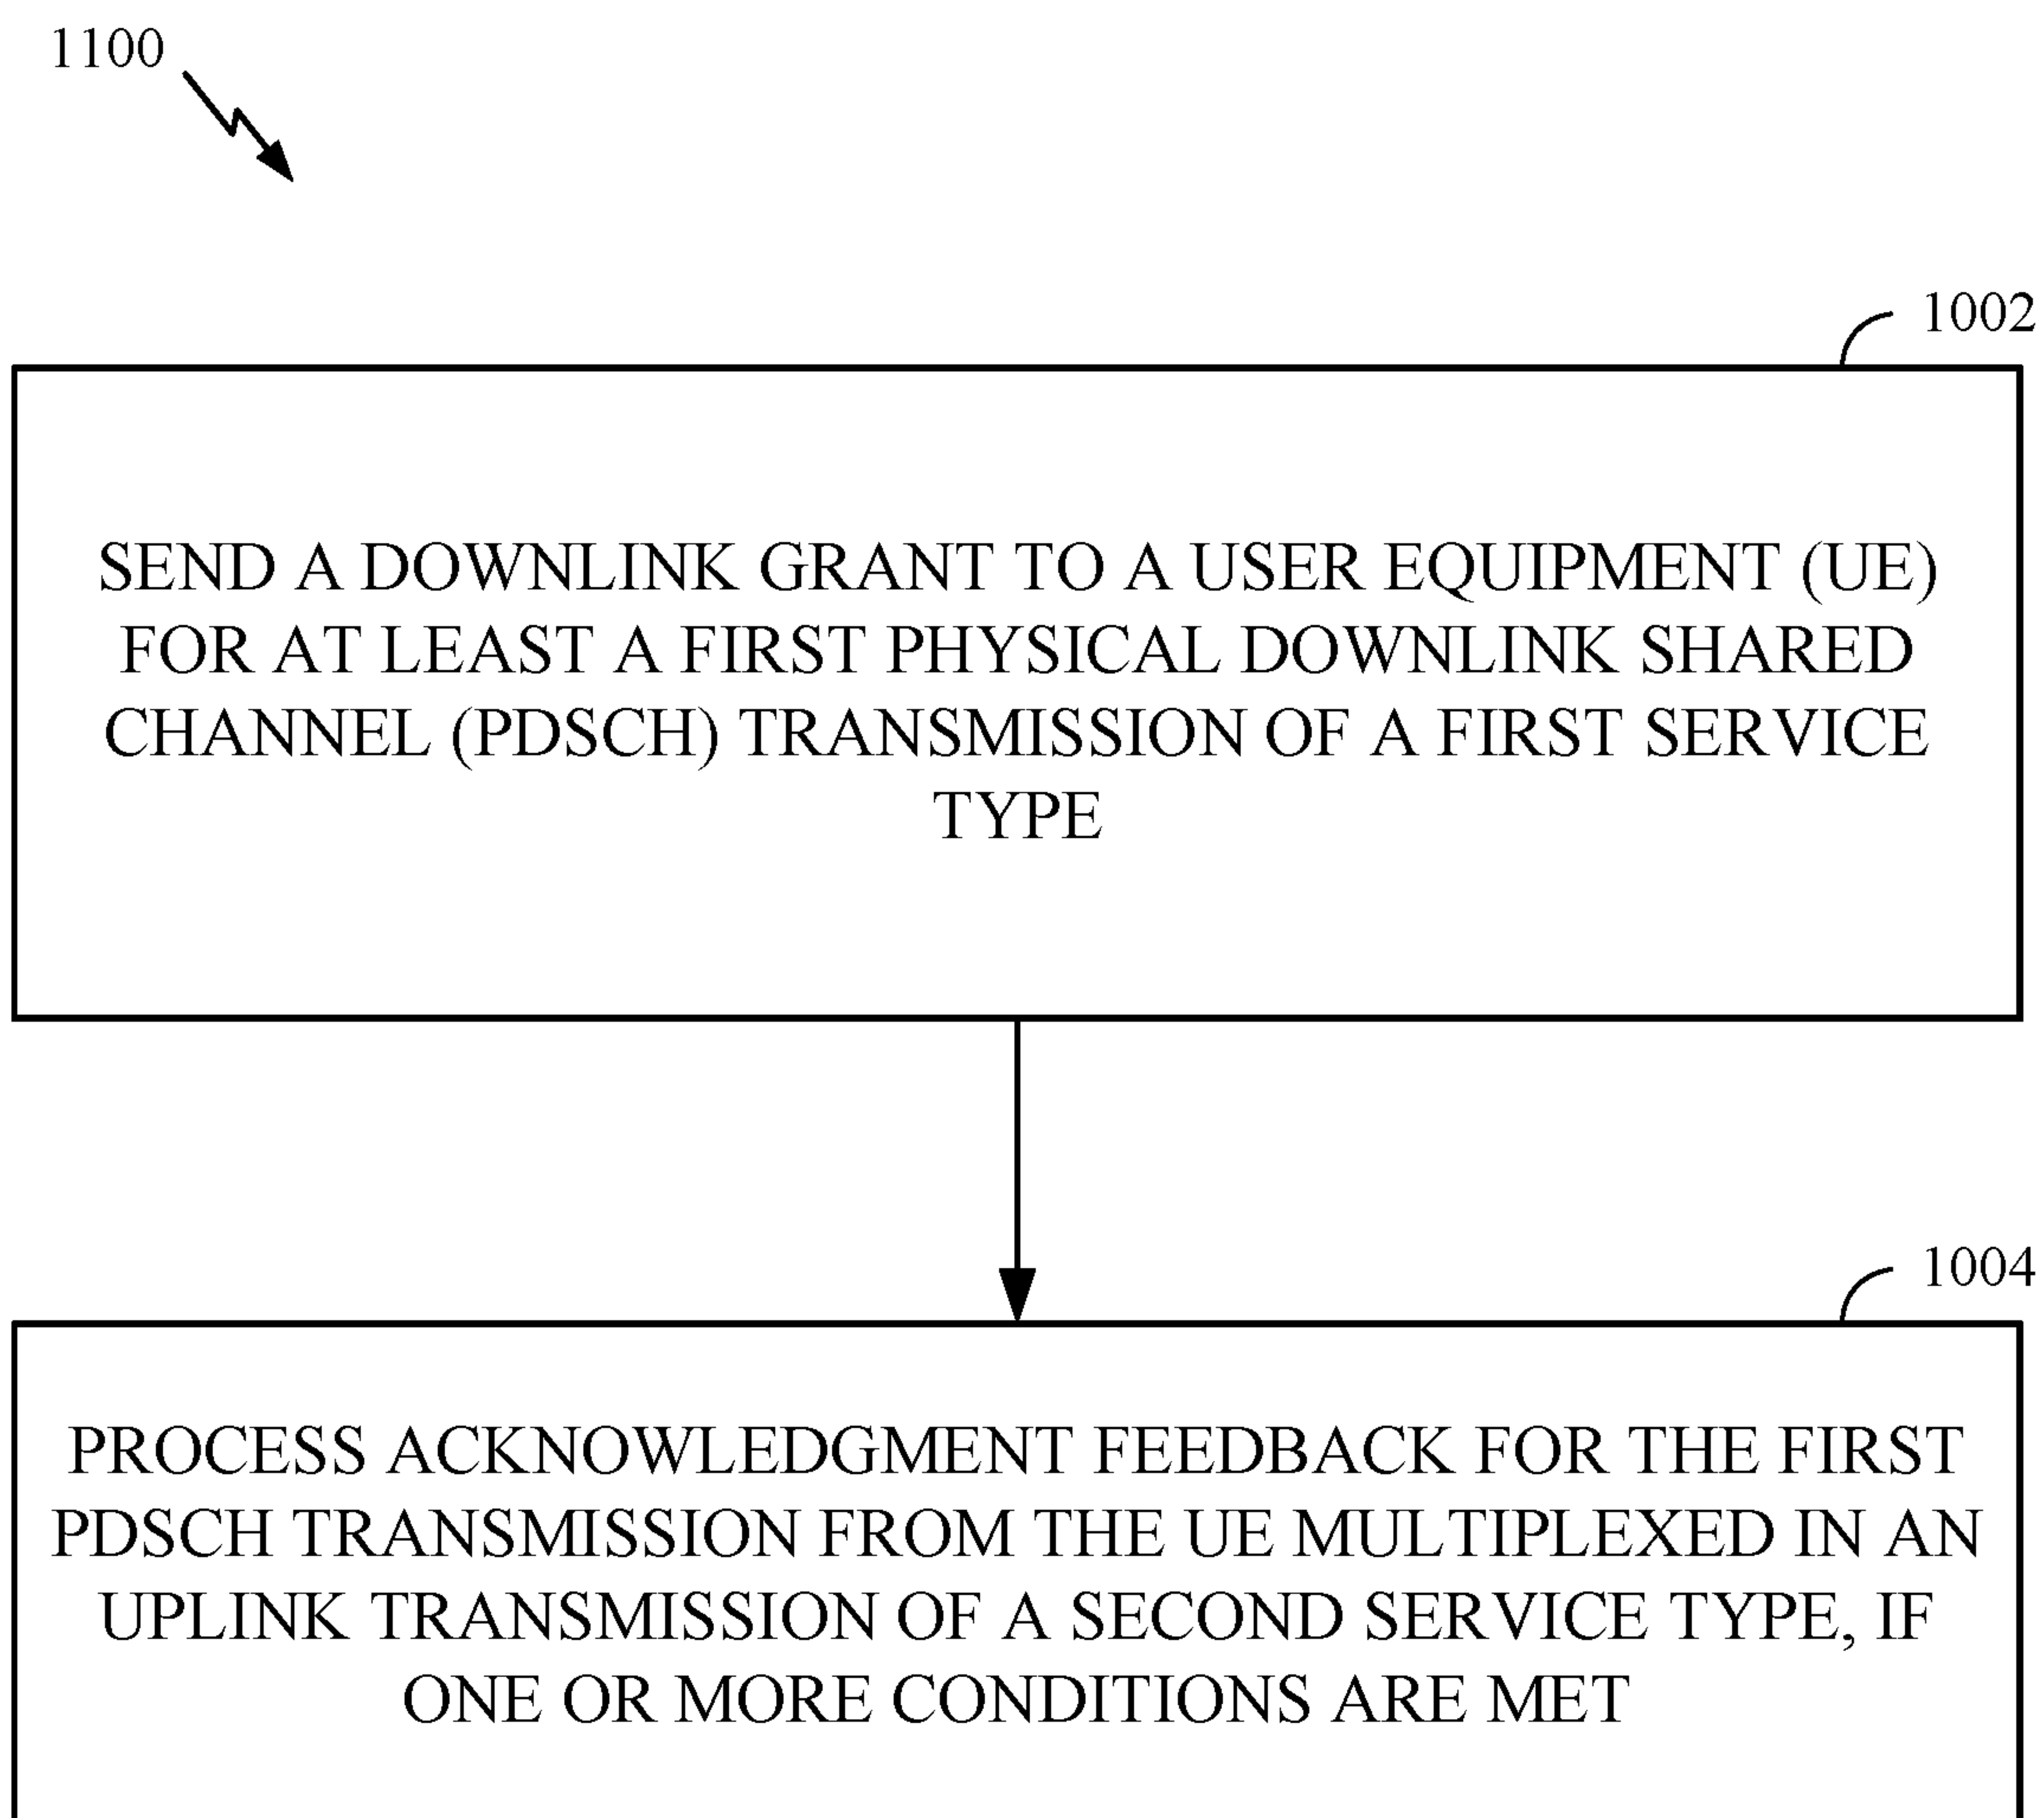 1100
1002
SEND A DOWNLINK GRANT TO A USER EQUIPMENT (UE)
FOR AT LEAST A FIRST PHYSICAL DOWNLINK SHARED
CHANNEL (PDSCH) TRANSMISSION OF A FIRST SERVICE
TYPE
1004
PROCESS ACKNOWLEDGMENT FEEDBACK FOR THE FIRST
PDSCH TRANSMISSION FROM THE UE MULTIPLEXED IN AN
UPLINK TRANSMISSION OF A SECOND SERVICE TYPE, IF
ONE OR MORE CONDITIONS ARE MET